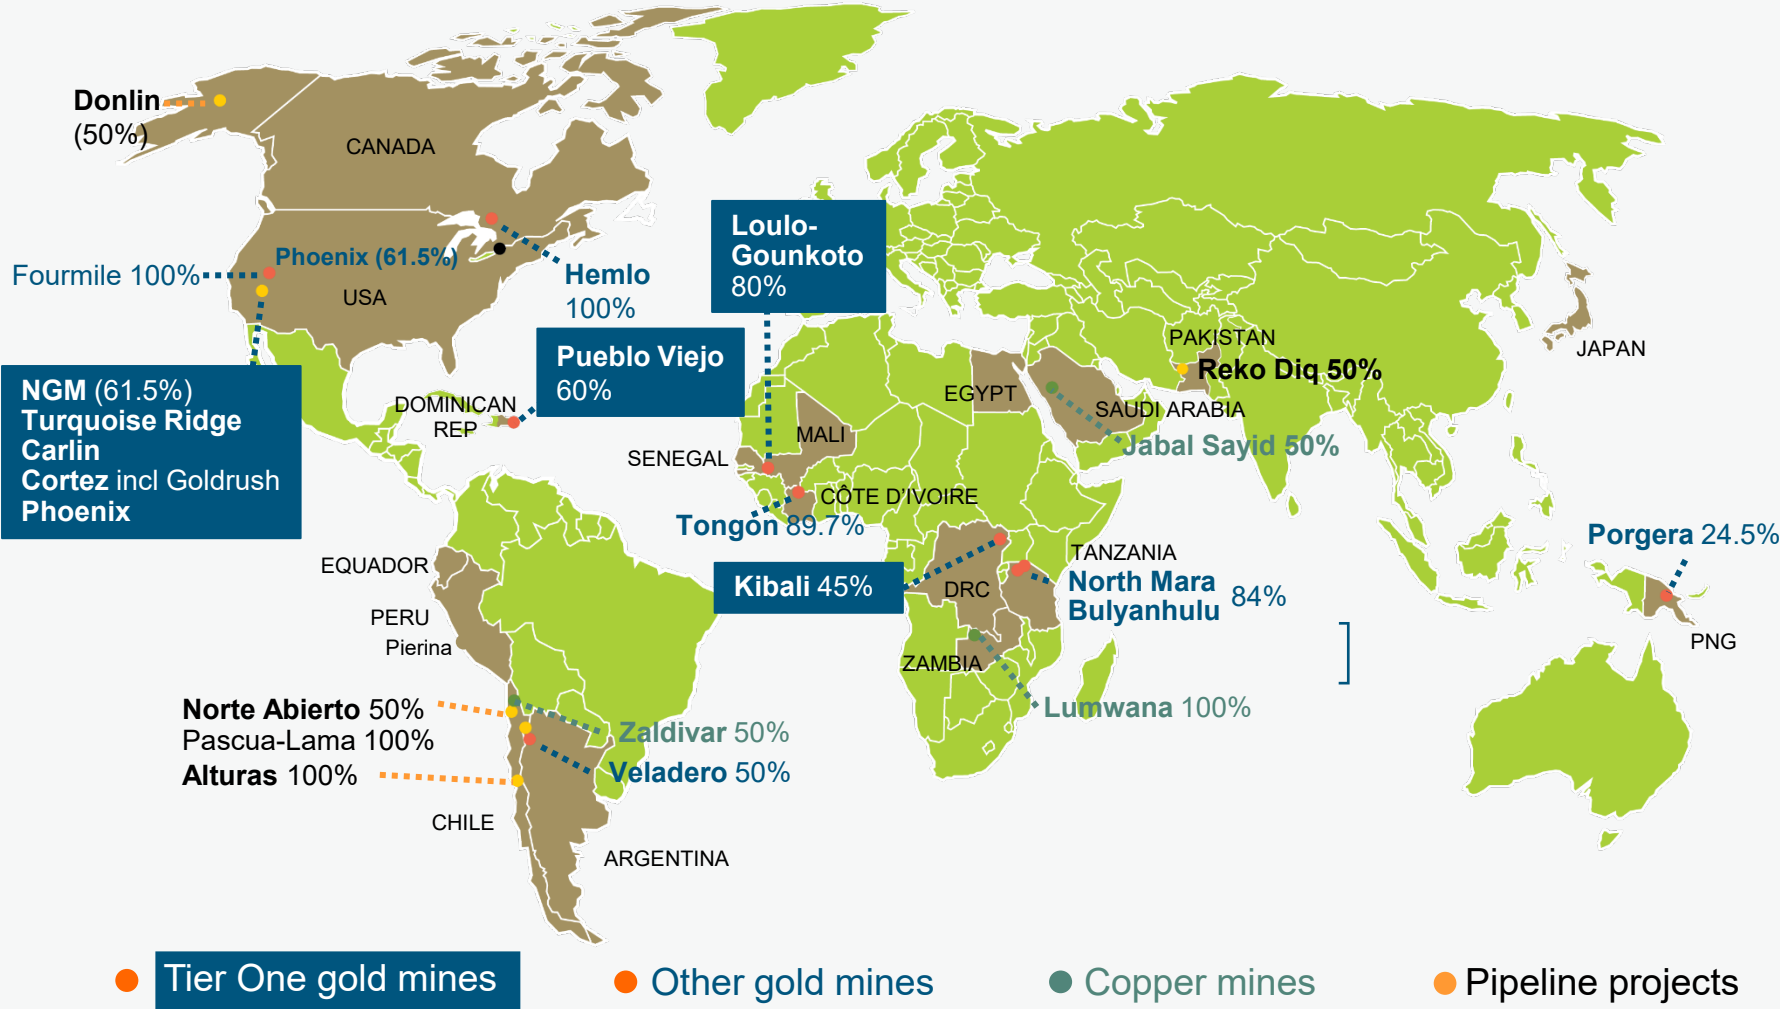 Donlin
(50%)
CANADA
Phoenix (61.5%)
Fourmile 100%
USA
Hemlo
100%
Loulo-
Gounkoto
80%
Pueblo Viejo
60%
NGM (61.5%)
Turquoise Ridge
Carlin
Cortez incl Goldrush
Phoenix
DOMINICAN
REP
PAKISTAN
Reko Diq 50%
JAPAN
EGYPT
SAUDI ARABIA
Jabal Sayid 50%
MALI
SENEGAL
CÔTE D’IVOIRE
Tongon 89.7%
Porgera 24.5%
EQUADOR
TANZANIA
Kibali 45%
DRC
North Mara
Bulyanhulu 84%
PERU
Pierina
PNG
ZAMBIA
Lumwana 100%
Norte Abierto 50%
Pascua-Lama 100%
Alturas 100%
Zaldivar 50%
Veladero 50%
CHILE
ARGENTINA
Tier One gold mines
Other gold mines
Copper mines
Pipeline projects